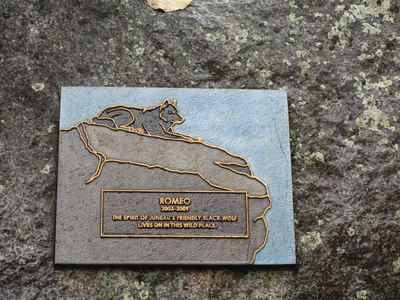 ROMEO
2003-2009
THE SPIRIT OF JUNEAU'S FRIENDLY BLACK WOLF
LIVES ON IN THIS WILD PLACE.